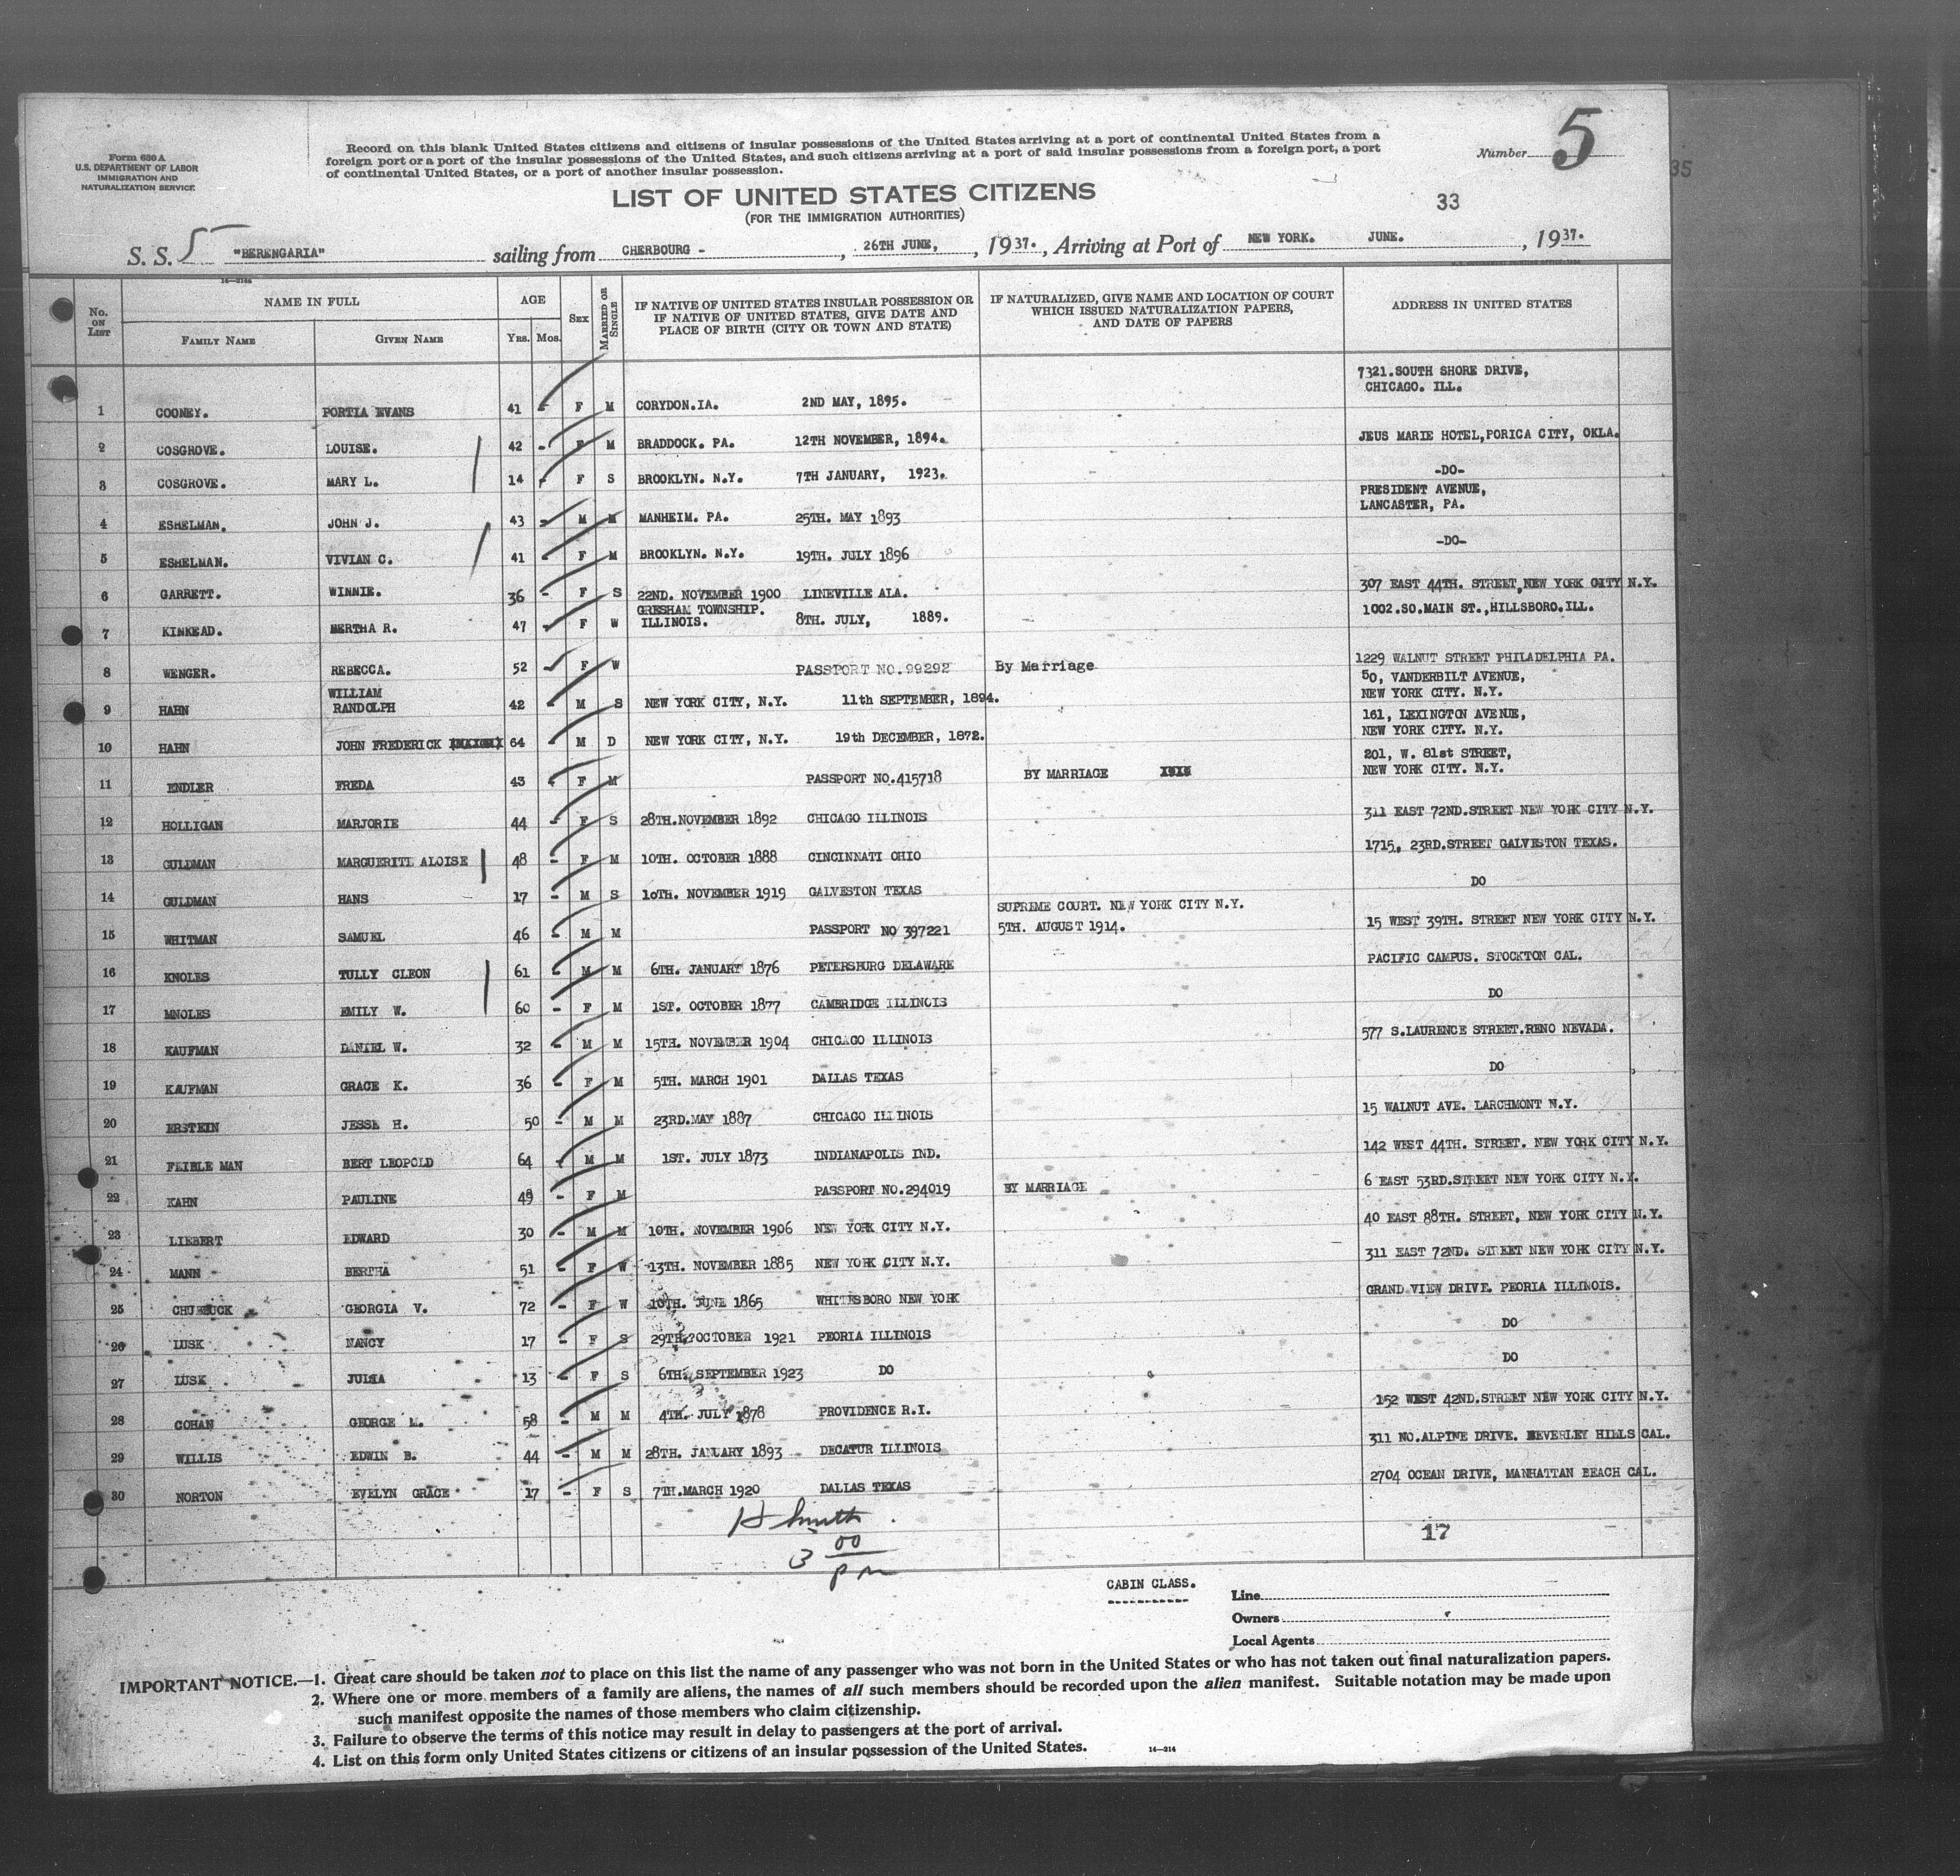 Form 630 A
U.S. DEPARTMENT OF LABOR
IMMIGRATION AND
NATURALIZATION SERVICE
Record on this blank United States citizens and citizens of insular possessions of the United States arriving at a port of continental United States from a
foreign port or a port of the insular possessions of the United States, and such citizens arriving at a port of said insular possessions from a foreign port, a port
of continental United States, or a port of another insular possession.
Number 5
35
LIST OF UNITED STATES CITIZENS
(FOR THE IMMIGRATION AUTHORITIES)
33
S. S. 5 "BERENGARIA" sailing from CHERBOURG - , 26TH JUNE, , 1937. , Arriving at Port of NEW YORK. JUNE. , 1937.
14—214a
No. ON LIST NAME IN FULL AGE SEX MARRIED OR SINGLE IF NATIVE OF UNITED STATES INSULAR POSSESSION OR IF NATIVE OF UNITED STATES, GIVE DATE AND PLACE OF BIRTH (CITY OR TOWN AND STATE) IF NATURALIZED, GIVE NAME AND LOCATION OF COURT WHICH ISSUED NATURALIZATION PAPERS, AND DATE OF PAPERS ADDRESS IN UNITED STATES
FAMILY NAME GIVEN NAME YRS. MOS.
7321.SOUTH SHORE DRIVE,
CHICAGO. ILL.
1 COONEY. PORTIA EVANS 41 - F M CORYDON.IA. 2ND MAY, 1895.
2 COSGROVE. LOUISE. 42 - F M BRADDOCK. PA. 12TH NOVEMBER, 1894. JEUS MARIE HOTEL,PORICA CITY, OKLA.
3 COSGROVE. MARY L. 14 - F S BROOKLYN. N.Y. 7TH JANUARY, 1923. -DO-
PRESIDENT AVENUE,
LANCASTER, PA.
4 ESHELMAN. JOHN J. 43 - M M MANHEIM. PA. 25TH. MAY 1893
5 ESHELMAN. VIVIAN C. 41 - F M BROOKLYN. N.Y. 19TH. JULY 1896 -DO-
6 GARRETT. WINNIE. 36 - F S 22ND. NOVEMBER 1900 LINEVILLE ALA. 307 EAST 44TH. STREET,NEW YORK CITY N.Y.
GRESHAM TOWNSHIP.
7 KINKEAD. BERTHA R. 47 - F W ILLINOIS. 8TH. JULY, 1889. 1002.SO.MAIN ST.,HILLSBORO.ILL.
8 WENGER. REBECCA. 52 - F W PASSPORT NO.99292 By Marriage 1229 WALNUT STREET PHILADELPHIA PA.
9 HAHN WILLIAM RANDOLPH 42 - M S NEW YORK CITY, N.Y. 11th SEPTEMBER, 1894. 50, VANDERBILT AVENUE,
NEW YORK CITY. N.Y.
10 HAHN JOHN FREDERICK 64 - M D NEW YORK CITY, N.Y. 19th DECEMBER, 1872. 161, LEXINGTON AVENUE,
NEW YORK CITY. N.Y.
11 ENDLER FREDA 43 - F M PASSPORT NO.415718 BY MARRIAGE 201, W. 81st STREET,
NEW YORK CITY. N.Y.
12 HOLLIGAN MARJORIE 44 - F S 28TH.NOVEMBER 1892 CHICAGO ILLINOIS 311 EAST 72ND.STREET NEW YORK CITY N.Y.
13 GULDMAN MARGUERITE ALOISE 48 - F M 10TH. OCTOBER 1888 CINCINNATI OHIO 1715, 23RD.STREET GALVESTON TEXAS.
14 GULDMAN HANS 17 - M S 10TH. NOVEMBER 1919 GALVESTON TEXAS DO
SUPREME COURT. NEW YORK CITY N.Y.
15 WHITMAN SAMUEL 46 - M M PASSPORT NO 397221 5TH. AUGUST 1914. 15 WEST 39TH. STREET NEW YORK CITY N.Y.
16 KNOLES TULLY CLEON 61 - M M 6TH. JANUARY 1876 PETERSBURG DELAWARE PACIFIC CAMPUS. STOCKTON CAL.
17 MNOLES EMILY W. 60 - F M 1ST. OCTOBER 1877 CAMBRIDGE ILLINOIS DO
18 KAUFMAN DANIEL W. 32 - M M 15TH. NOVEMBER 1904 CHICAGO ILLINOIS 577 S.LAURENCE STREET.RENO NEVADA.
19 KAUFMAN GRACE K. 36 - F M 5TH. MARCH 1901 DALLAS TEXAS DO
20 ERSTEIN JESSE H. 50 - M M 23RD.MAY 1887 CHICAGO ILLINOIS 15 WALNUT AVE. LARCHMONT N.Y.
21 FEIBLE MAN BERT LEOPOLD 64 - M M 1ST. JULY 1873 INDIANAPOLIS IND. 142 WEST 44TH. STREET. NEW YORK CITY N.Y.
22 KAHN PAULINE 49 - F M PASSPORT NO.294019 BY MARRIAGE 6 EAST 53RD.STREET NEW YORK CITY N.Y.
23 LIEBERT EDWARD 30 - M M 10TH. NOVEMBER 1906 NEW YORK CITY N.Y. 40 EAST 88TH. STREET, NEW YORK CITY N.Y.
24 MANN BERTHA 51 - F W 13TH. NOVEMBER 1885 NEW YORK CITY N.Y. 311 EAST 72ND. STREET NEW YORK CITY N.Y.
25 CHUBBUCK GEORGIA V. 72 - F W 10TH. JUNE 1865 WHITESBORO NEW YORK GRAND VIEW DRIVE. PEORIA ILLINOIS.
26 LUSK NANCY 17 - F S 29TH. OCTOBER 1921 PEORIA ILLINOIS DO
27 LUSK JULIA 13 - F S 6TH. SEPTEMBER 1923 DO DO
28 COHAN GEORGE M. 58 - M M 4TH. JULY 1878 PROVIDENCE R.I. 152 WEST 42ND.STREET NEW YORK CITY N.Y.
29 WILLIS EDWIN B. 44 - M M 28TH. JANUARY 1893 DECATUR ILLINOIS 311 NO.ALPINE DRIVE. BEVERLEY HILLS CAL.
30 NORTON EVELYN GRACE 17 - F S 7TH.MARCH 1920 DALLAS TEXAS 2704 OCEAN DRIVE, MANHATTAN BEACH CAL.
H Smith
3 00 pm
17
CABIN CLASS.
Line
Owners
Local Agents
IMPORTANT NOTICE.—1. Great care should be taken not to place on this list the name of any passenger who was not born in the United States or who has not taken out final naturalization papers.
2. Where one or more members of a family are aliens, the names of all such members should be recorded upon the alien manifest. Suitable notation may be made upon
such manifest opposite the names of those members who claim citizenship.
3. Failure to observe the terms of this notice may result in delay to passengers at the port of arrival.
4. List on this form only United States citizens or citizens of an insular possession of the United States.
14—214